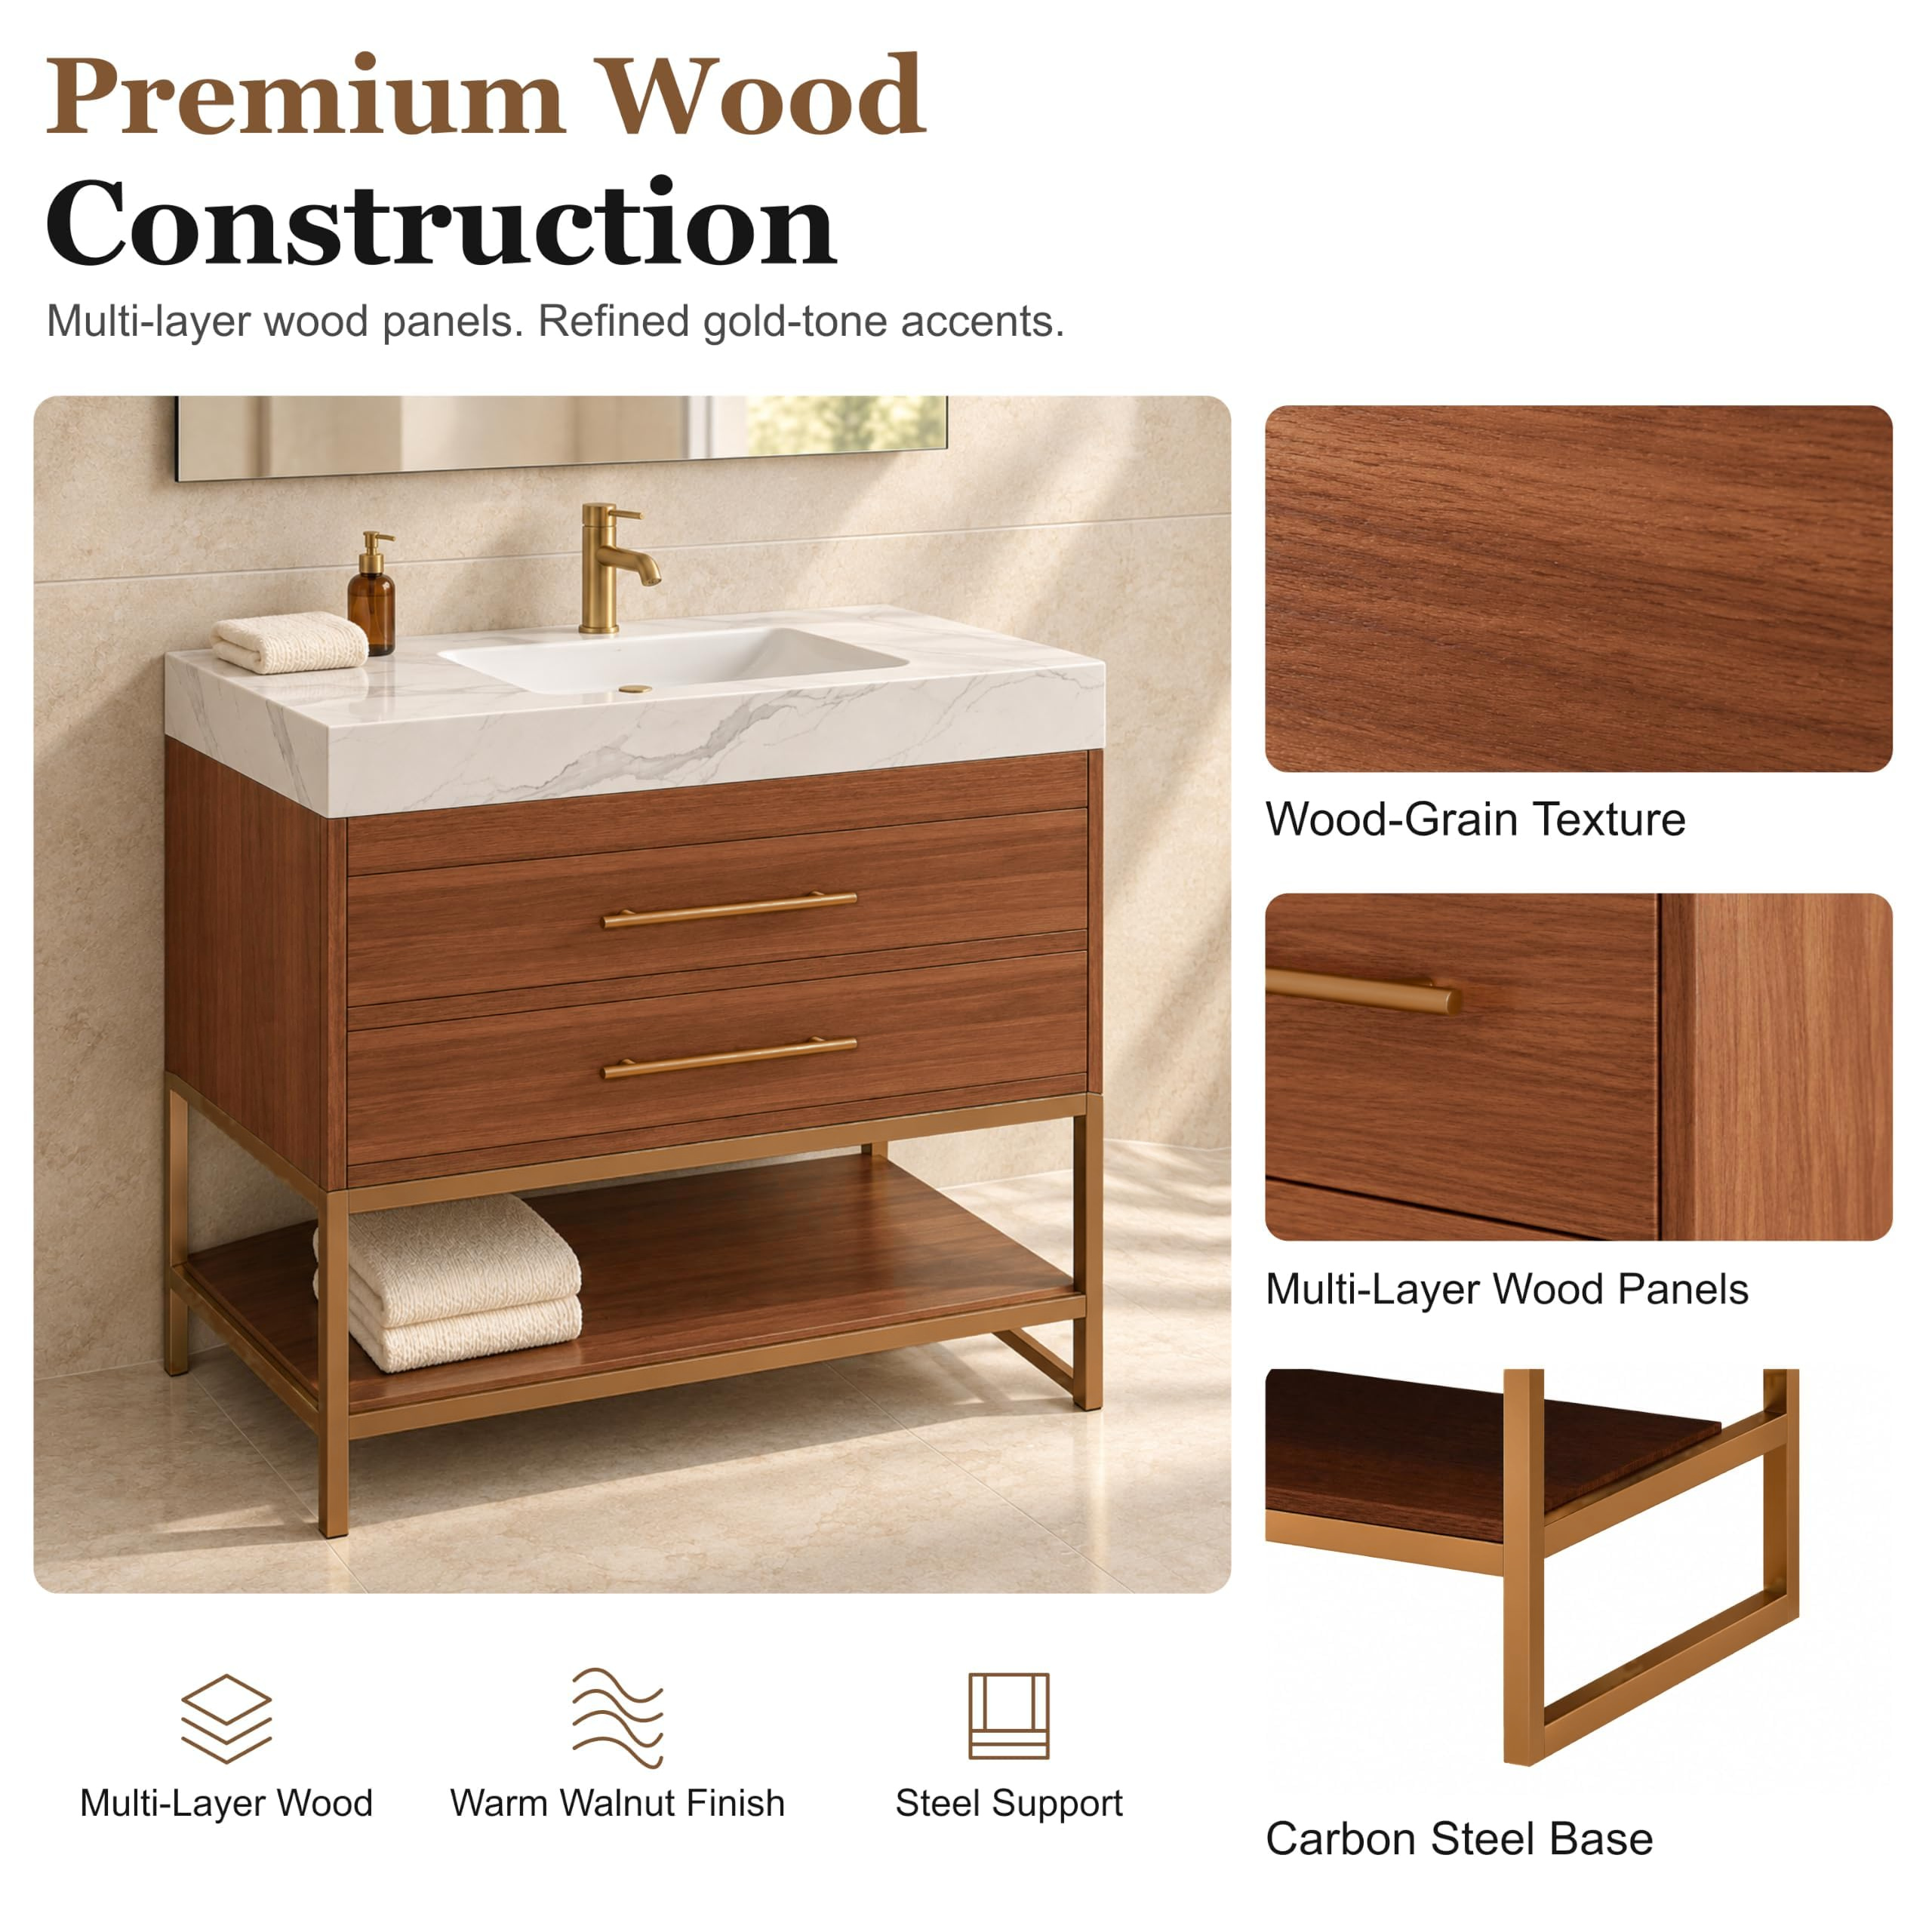 Premium Wood
Construction
Multi-layer wood panels. Refined gold-tone accents.
Wood-Grain Texture
Multi-Layer Wood Panels
Carbon Steel Base
Multi-Layer Wood
Warm Walnut Finish
Steel Support